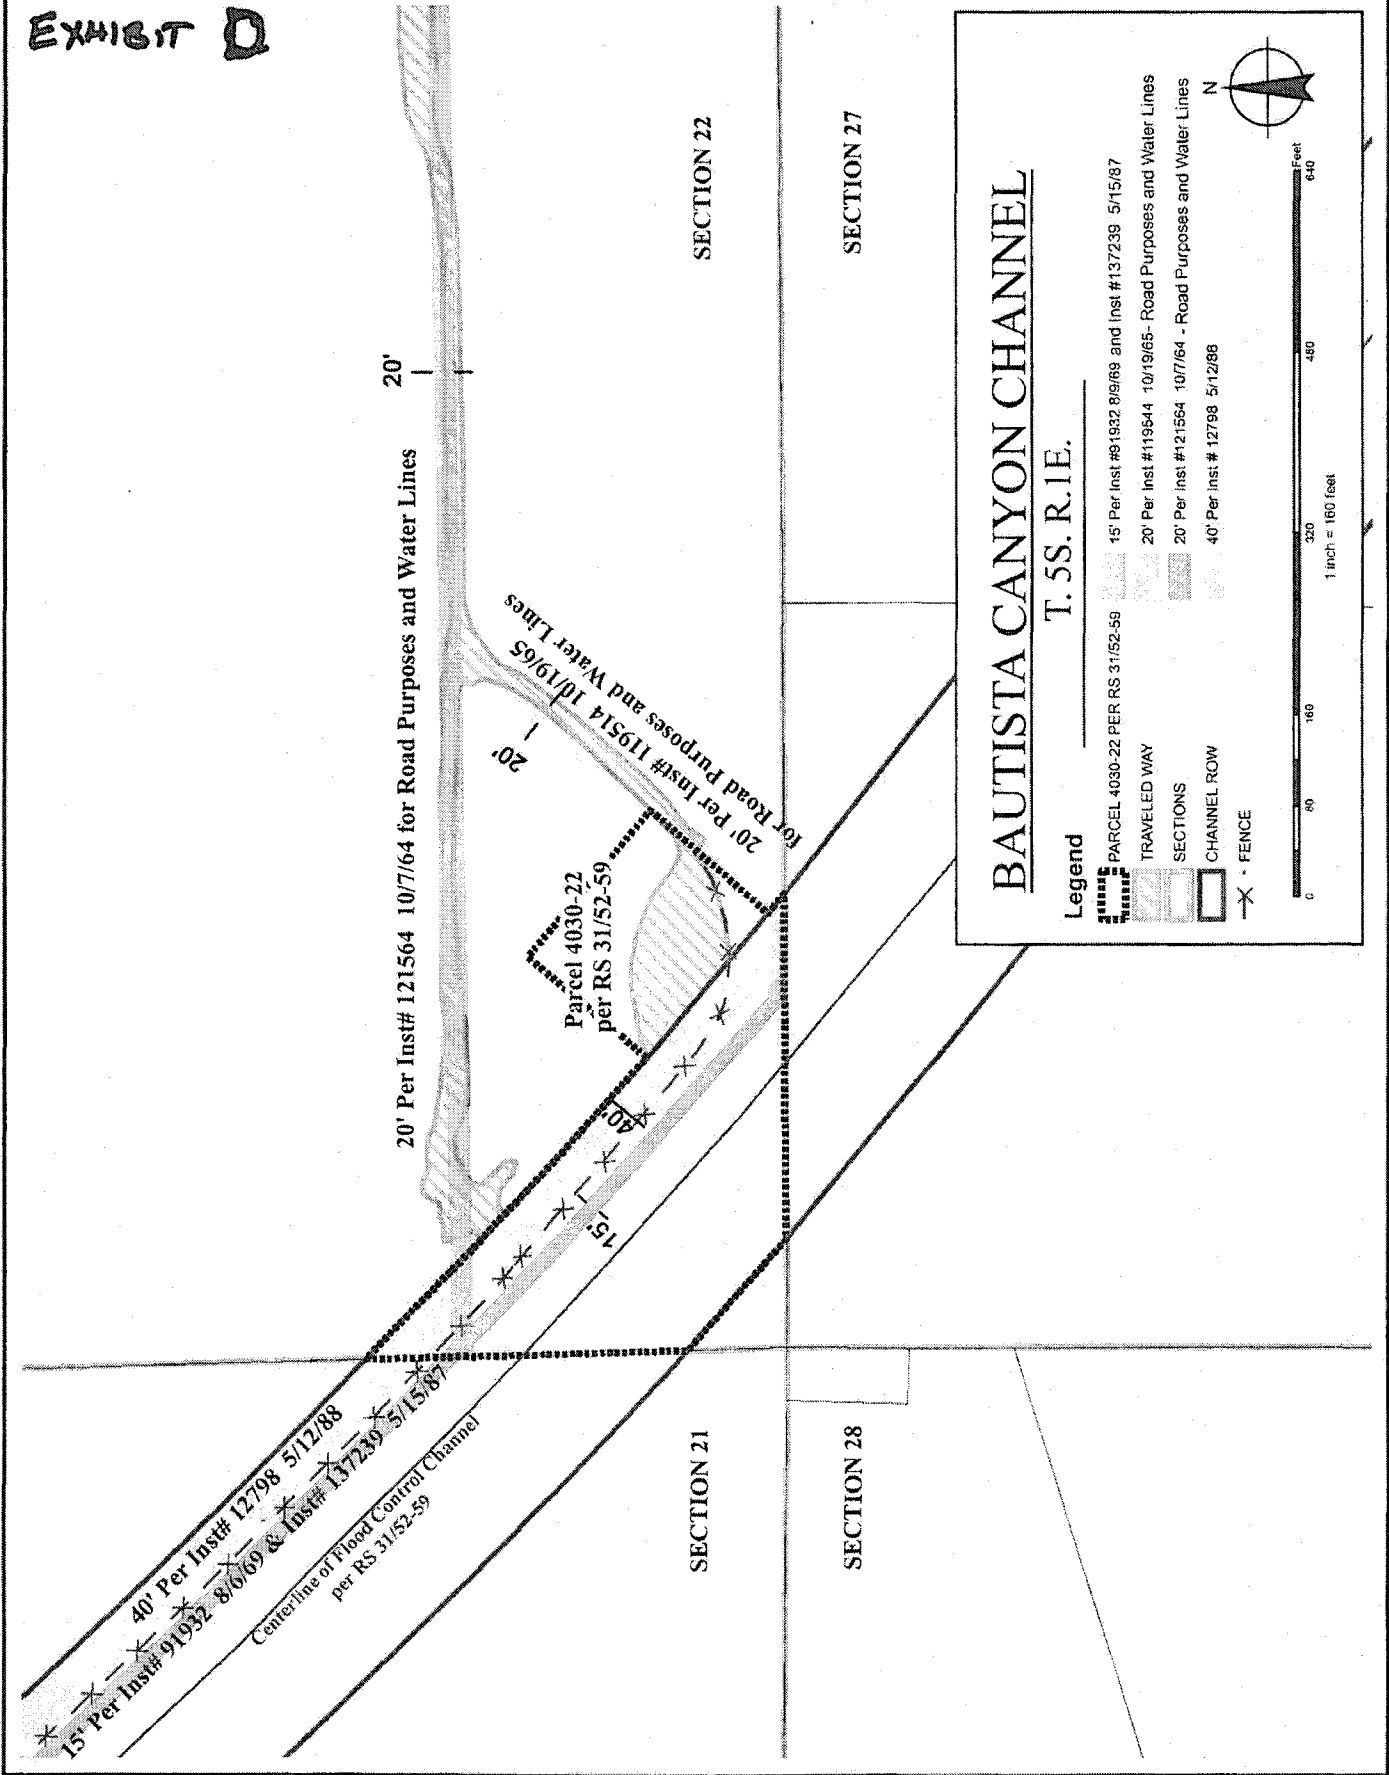 EXHIBIT D
20' Per Inst# 121564 10/7/64 for Road Purposes and Water Lines
20'
20'
20' Per Inst# 119514 10/19/65
for Road Purposes and Water Lines
Parcel 4030-22
per RS 31/52-59
40'
15'
40' Per Inst# 12798 5/12/88
15' Per Inst# 91932 8/6/69 & Inst# 137239 5/15/87
Centerline of Flood Control Channel
per RS 31/52-59
SECTION 21
SECTION 22
SECTION 28
SECTION 27
BAUTISTA CANYON CHANNEL
T. 5S. R.1E.
Legend
PARCEL 4030-22 PER RS 31/52-59
TRAVELED WAY
SECTIONS
CHANNEL ROW
FENCE
15' Per Inst #91932 8/9/69 and Inst #137239 5/15/87
20' Per Inst #119544 10/19/65- Road Purposes and Water Lines
20' Per Inst #121564 10/7/64 - Road Purposes and Water Lines
40' Per Inst # 12798 5/12/88
N
0 80 160 320 480 640
Feet
1 inch = 160 feet